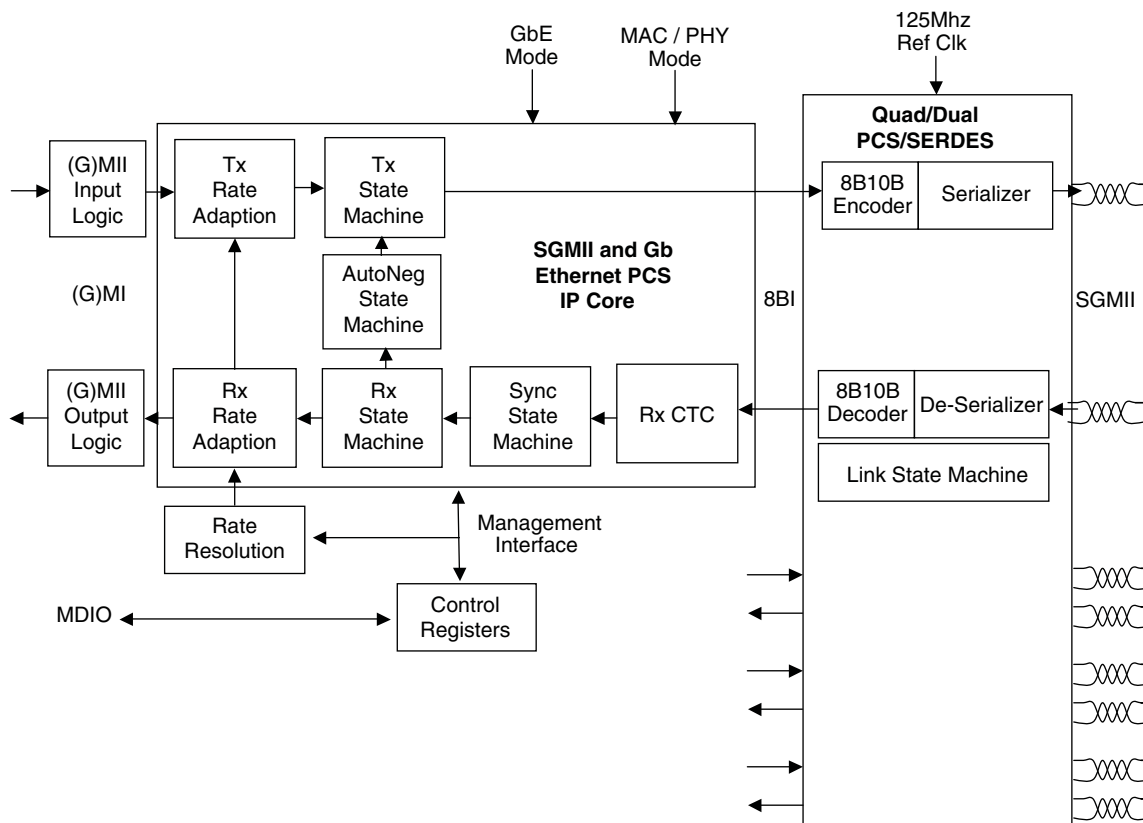 GbE
Mode
MAC / PHY
Mode
125Mhz
Ref Clk
Quad/Dual
PCS/SERDES
(G)MII
Input
Logic
Tx
Rate
Adaption
Tx
State
Machine
8B10B
Encoder
Serializer
SGMII and Gb
Ethernet PCS
IP Core
AutoNeg
State
Machine
(G)MI
8BI
SGMII
(G)MII
Output
Logic
Rx
Rate
Adaption
Rx
State
Machine
Sync
State
Machine
Rx CTC
8B10B
Decoder
De-Serializer
Link State Machine
Rate
Resolution
Management
Interface
MDIO
Control
Registers